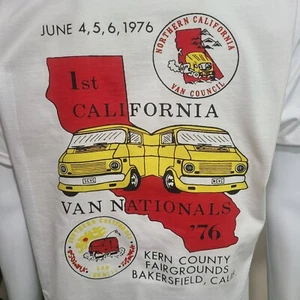 JUNE 4,5,6, 1976
NORTHERN CALIFORNIA
VAN COUNCIL
1st
CALIFORNIA
VAN NATIONALS
'76
KERN COUNTY
FAIRGROUNDS
BAKERSFIELD, CALIF.